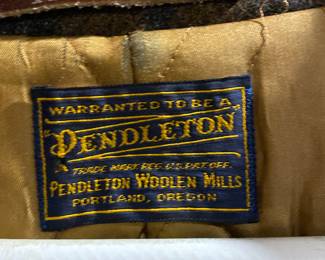 WARRANTED TO BE A
"PENDLETON"
TRADE MARK REG. U.S. PAT. OFF.
PENDLETON WOOLEN MILLS
PORTLAND, OREGON